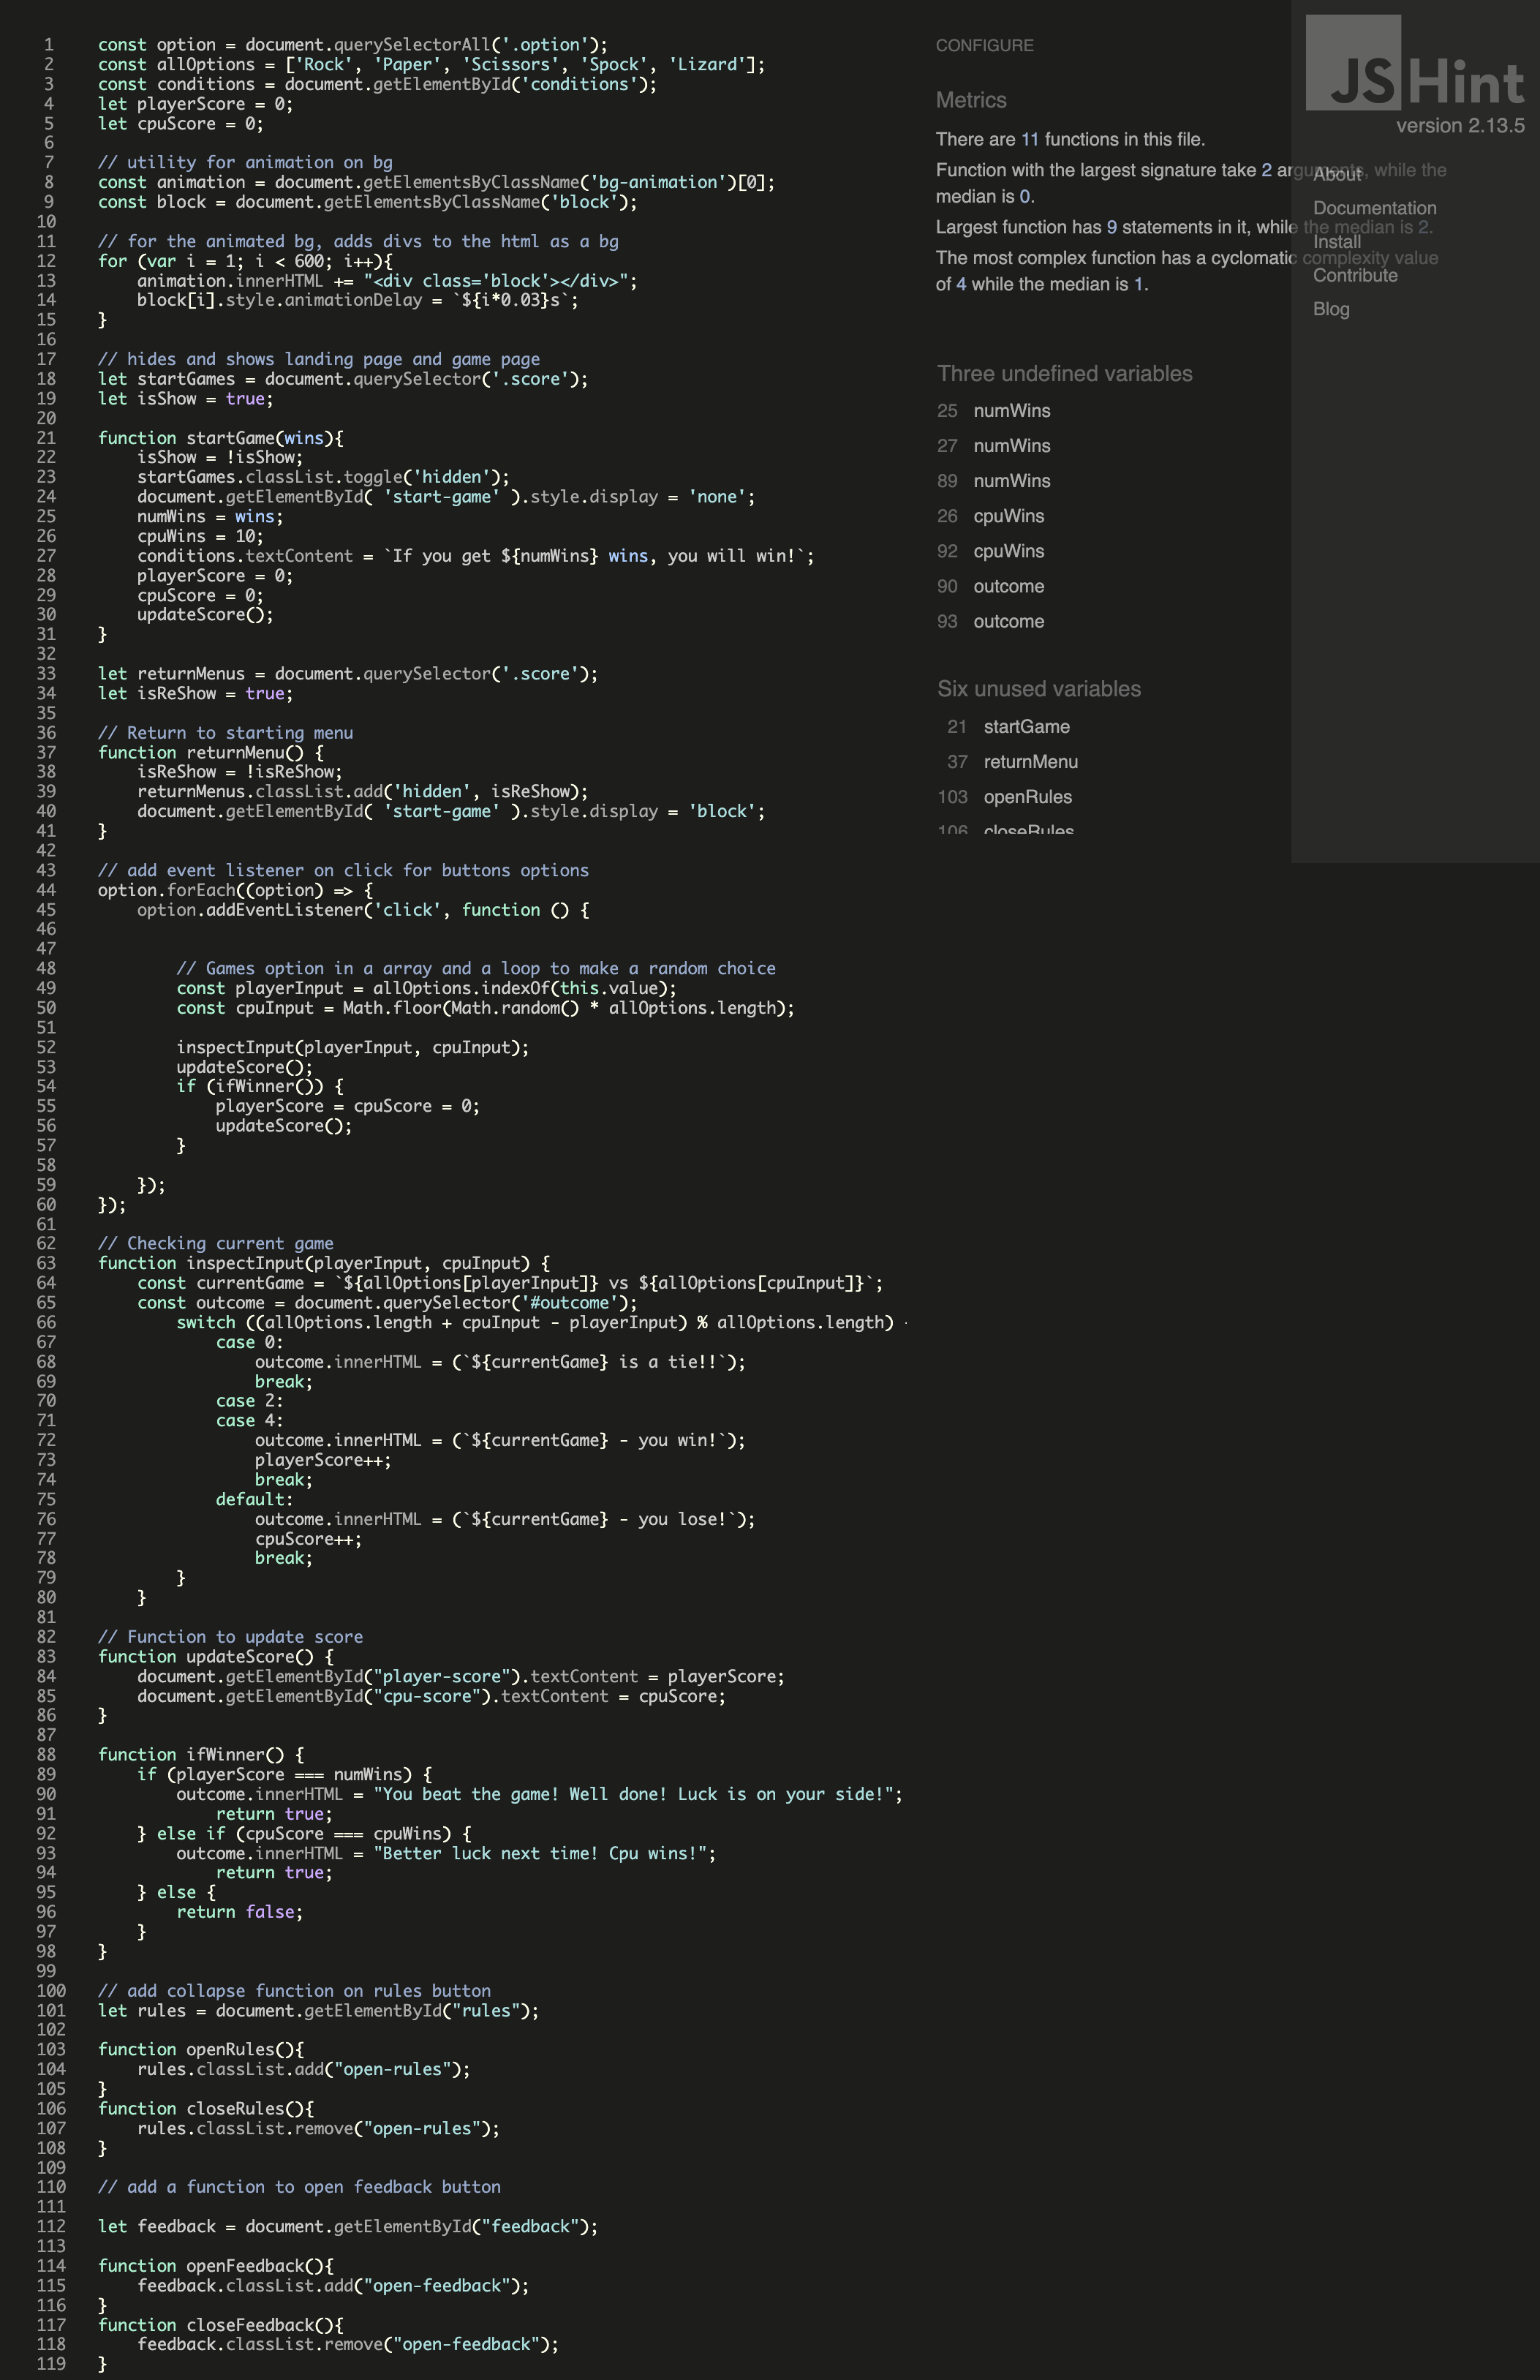 1 const option = document.querySelectorAll('.option');
2 const allOptions = ['Rock', 'Paper', 'Scissors', 'Spock', 'Lizard'];
3 const conditions = document.getElementById('conditions');
4 let playerScore = 0;
5 let cpuScore = 0;
6
7 // utility for animation on bg
8 const animation = document.getElementsByClassName('bg-animation')[0];
9 const block = document.getElementsByClassName('block');
10
11 // for the animated bg, adds divs to the html as a bg
12 for (var i = 1; i < 600; i++){
13 animation.innerHTML += "<div class='block'></div>";
14 block[i].style.animationDelay = `${i*0.03}s`;
15 }
16
17 // hides and shows landing page and game page
18 let startGames = document.querySelector('.score');
19 let isShow = true;
20
21 function startGame(wins){
22 isShow = !isShow;
23 startGames.classList.toggle('hidden');
24 document.getElementById( 'start-game' ).style.display = 'none';
25 numWins = wins;
26 cpuWins = 10;
27 conditions.textContent = `If you get ${numWins} wins, you will win!`;
28 playerScore = 0;
29 cpuScore = 0;
30 updateScore();
31 }
32
33 let returnMenus = document.querySelector('.score');
34 let isReShow = true;
35
36 // Return to starting menu
37 function returnMenu() {
38 isReShow = !isReShow;
39 returnMenus.classList.add('hidden', isReShow);
40 document.getElementById( 'start-game' ).style.display = 'block';
41 }
42
43 // add event listener on click for buttons options
44 option.forEach((option) => {
45 option.addEventListener('click', function () {
46
47
48 // Games option in a array and a loop to make a random choice
49 const playerInput = allOptions.indexOf(this.value);
50 const cpuInput = Math.floor(Math.random() * allOptions.length);
51
52 inspectInput(playerInput, cpuInput);
53 updateScore();
54 if (ifWinner()) {
55 playerScore = cpuScore = 0;
56 updateScore();
57 }
58
59 });
60 });
61
62 // Checking current game
63 function inspectInput(playerInput, cpuInput) {
64 const currentGame = `${allOptions[playerInput]} vs ${allOptions[cpuInput]}`;
65 const outcome = document.querySelector('#outcome');
66 switch ((allOptions.length + cpuInput - playerInput) % allOptions.length)
67 case 0:
68 outcome.innerHTML = (`${currentGame} is a tie!!`);
69 break;
70 case 2:
71 case 4:
72 outcome.innerHTML = (`${currentGame} - you win!`);
73 playerScore++;
74 break;
75 default:
76 outcome.innerHTML = (`${currentGame} - you lose!`);
77 cpuScore++;
78 break;
79 }
80 }
81
82 // Function to update score
83 function updateScore() {
84 document.getElementById("player-score").textContent = playerScore;
85 document.getElementById("cpu-score").textContent = cpuScore;
86 }
87
88 function ifWinner() {
89 if (playerScore === numWins) {
90 outcome.innerHTML = "You beat the game! Well done! Luck is on your side!";
91 return true;
92 } else if (cpuScore === cpuWins) {
93 outcome.innerHTML = "Better luck next time! Cpu wins!";
94 return true;
95 } else {
96 return false;
97 }
98 }
99
100 // add collapse function on rules button
101 let rules = document.getElementById("rules");
102
103 function openRules(){
104 rules.classList.add("open-rules");
105 }
106 function closeRules(){
107 rules.classList.remove("open-rules");
108 }
109
110 // add a function to open feedback button
111
112 let feedback = document.getElementById("feedback");
113
114 function openFeedback(){
115 feedback.classList.add("open-feedback");
116 }
117 function closeFeedback(){
118 feedback.classList.remove("open-feedback");
119 }
CONFIGURE
Metrics
There are 11 functions in this file.
Function with the largest signature take 2 arguments, while the
median is 0.
Largest function has 9 statements in it, while the median is 2.
The most complex function has a cyclomatic complexity value
of 4 while the median is 1.
Three undefined variables
25 numWins
27 numWins
89 numWins
26 cpuWins
92 cpuWins
90 outcome
93 outcome
Six unused variables
21 startGame
37 returnMenu
103 openRules
106 closeRules
JSHint
version 2.13.5
About
Documentation
Install
Contribute
Blog